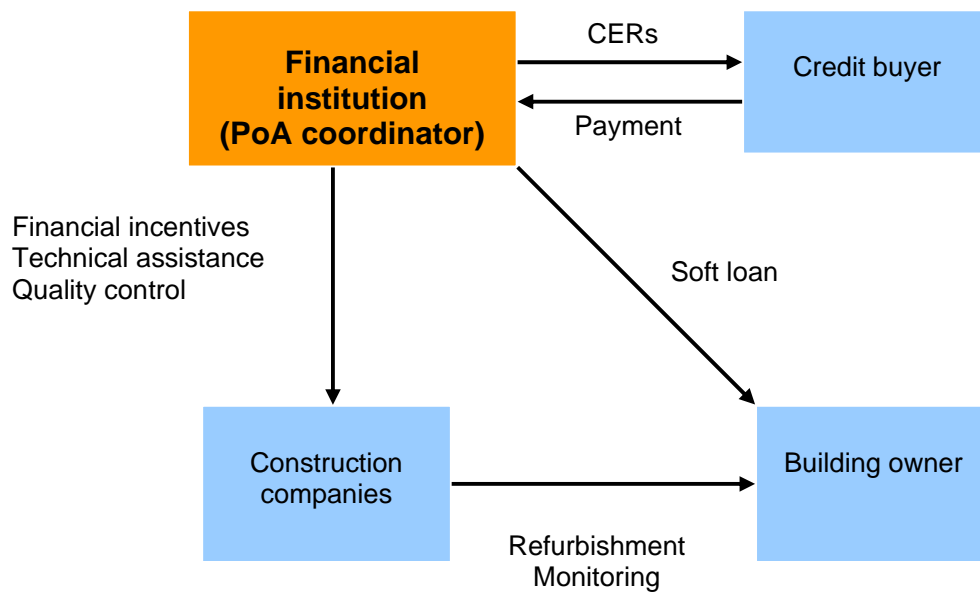 Financial
institution
(PoA coordinator)
CERs
Payment
Credit buyer
Financial incentives
Technical assistance
Quality control
Soft loan
Construction
companies
Building owner
Refurbishment
Monitoring